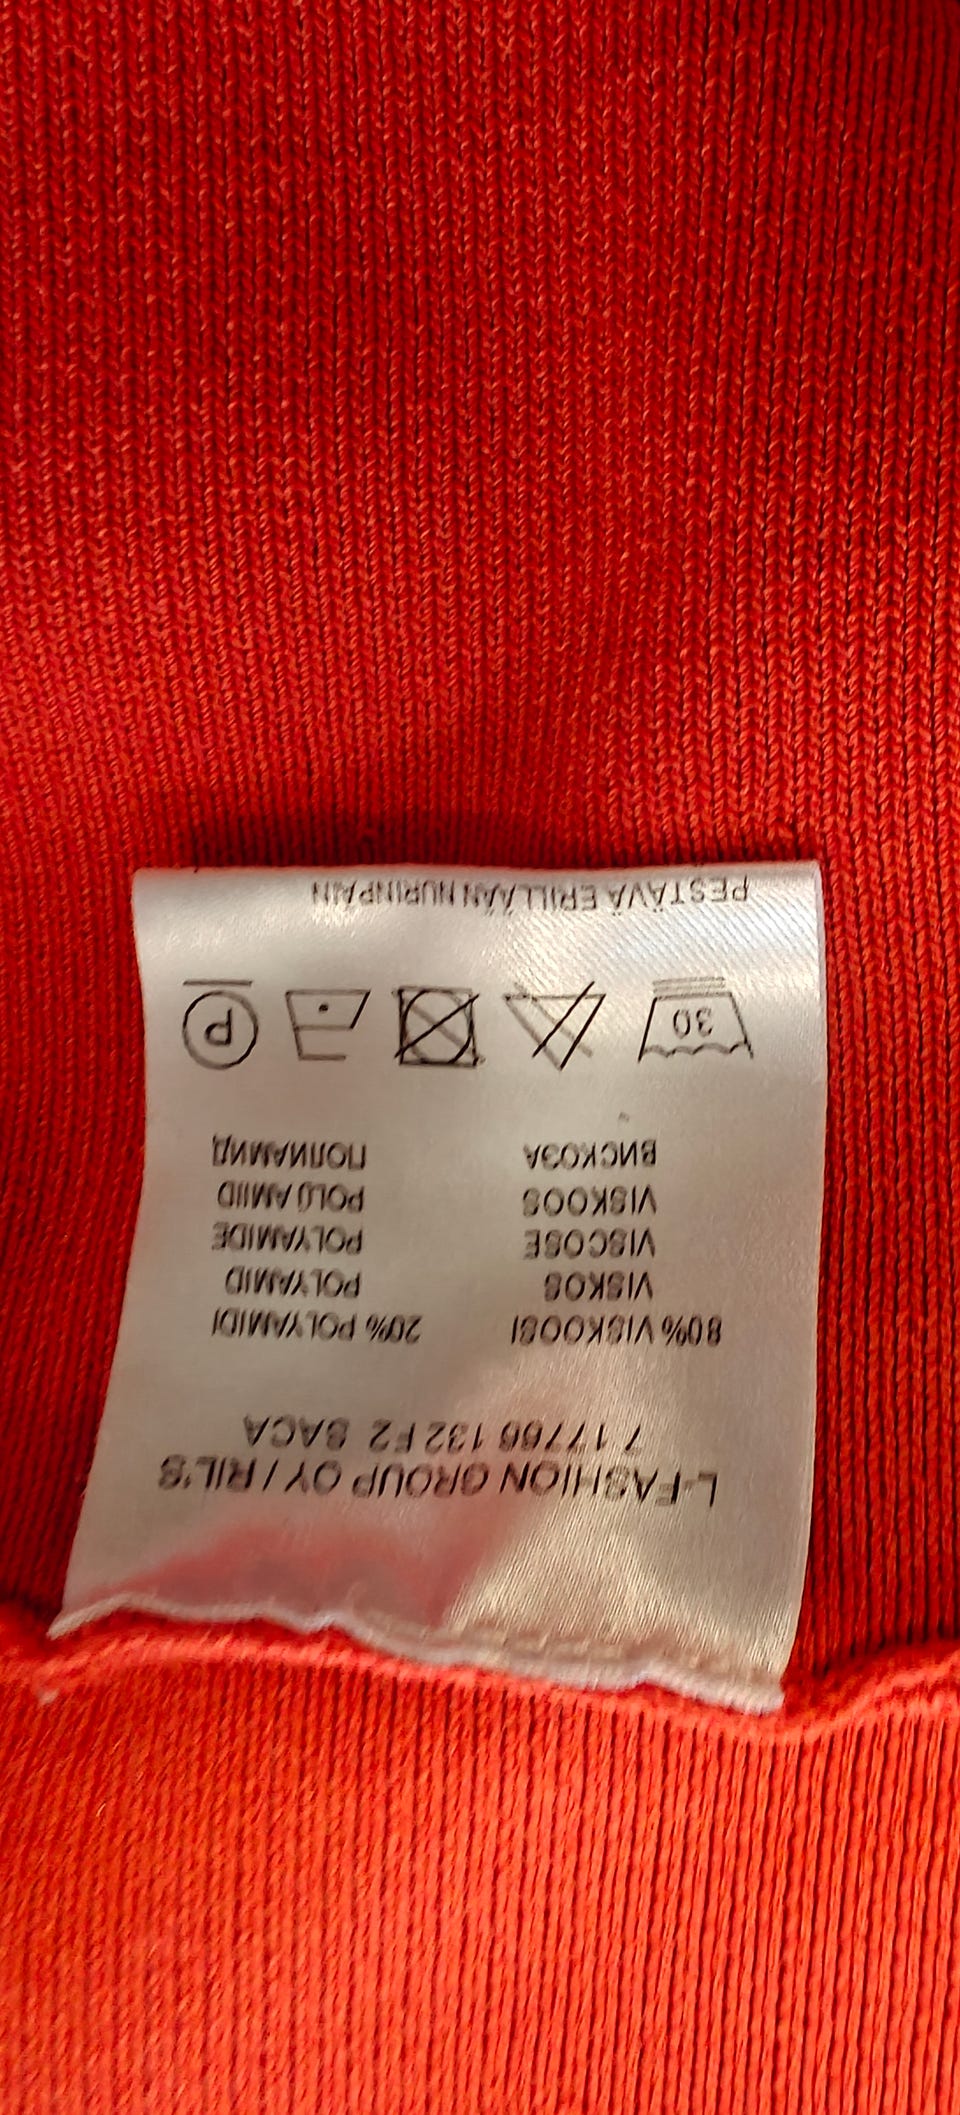 L-FASHION GROUP OY / RIL'S
7 17766 132 F2 SACA
80% VISKOOSI 20% POLYAMIDI
VISKOS POLYAMID
VISCOSE POLYAMIDE
VISKOOS POLÜAMIID
ВИСКОЗА ПОЛИАМИД
30 P
PESTÄVÄ ERILLÄÄN NURINPÄIN